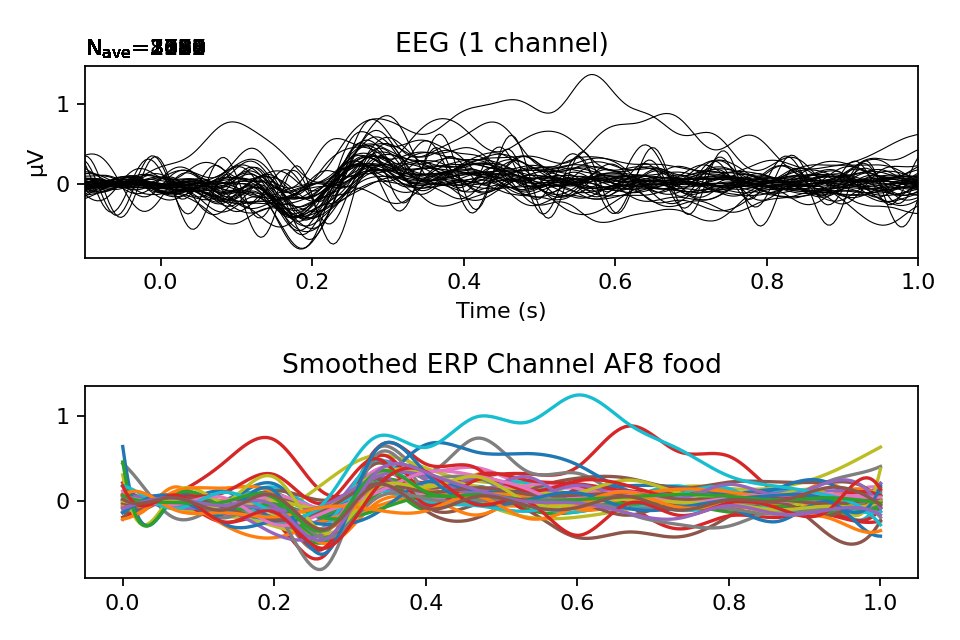 EEG (1 channel)
N_ave=
1
0
µV
0.0 0.2 0.4 0.6 0.8 1.0
Time (s)
Smoothed ERP Channel AF8 food
1
0
0.0 0.2 0.4 0.6 0.8 1.0